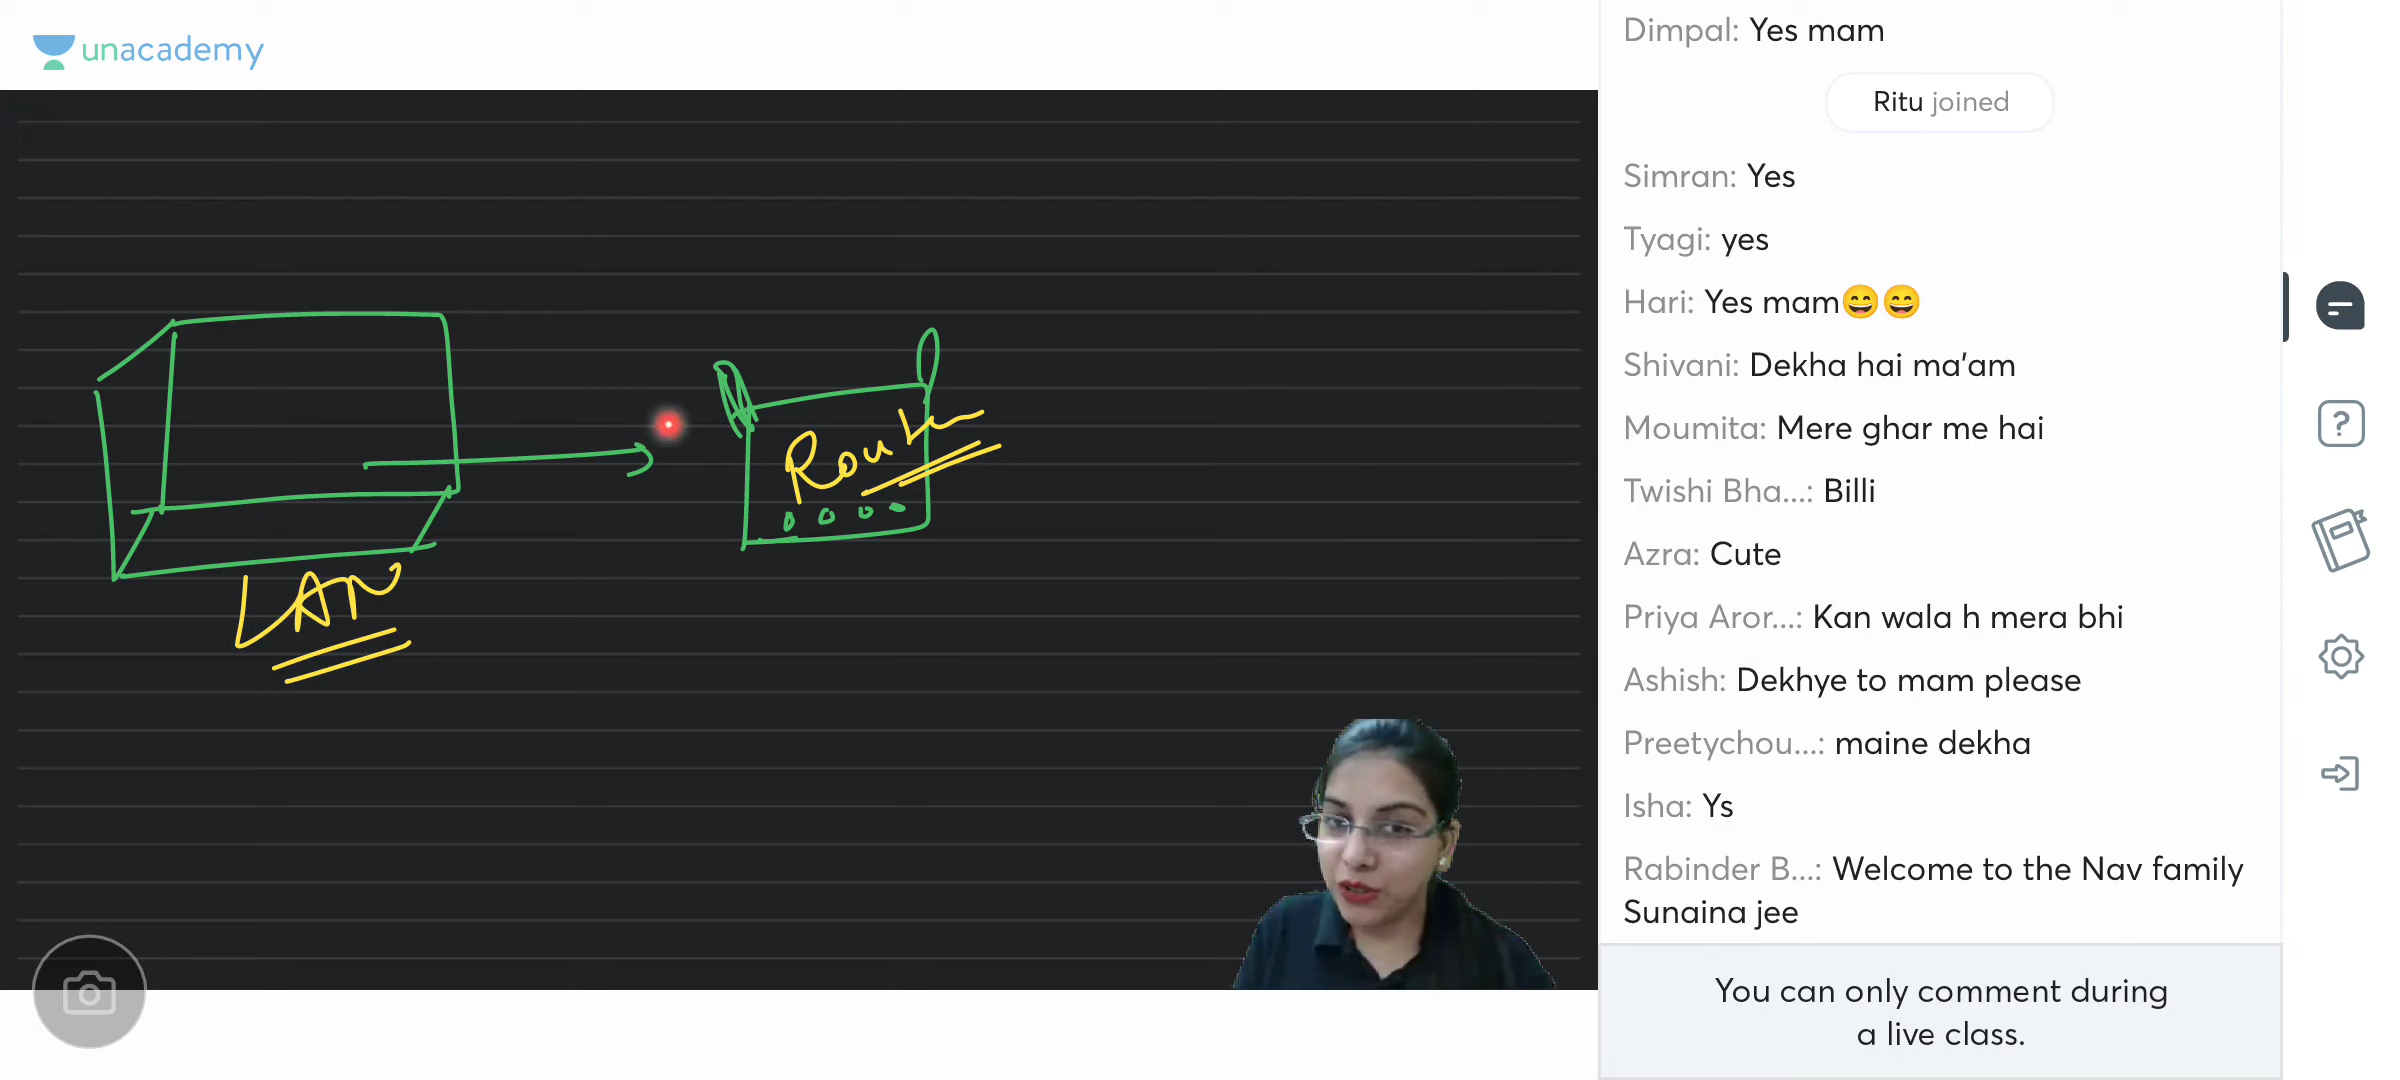 unacademy
LAN
Router
Dimpal: Yes mam
Ritu joined
Simran: Yes
Tyagi: yes
Hari: Yes mam😄😄
Shivani: Dekha hai ma'am
Moumita: Mere ghar me hai
Twishi Bha...: Billi
Azra: Cute
Priya Aror...: Kan wala h mera bhi
Ashish: Dekhye to mam please
Preetychou...: maine dekha
Isha: Ys
Rabinder B...: Welcome to the Nav family
Sunaina jee
You can only comment during
a live class.
?